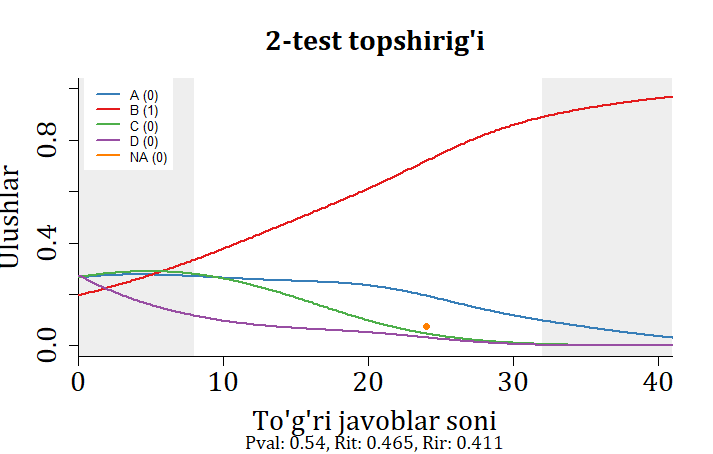 2-test topshirig'i
A (0)
B (1)
C (0)
D (0)
NA (0)
Ulushlar
0.8
0.4
0.0
0 10 20 30 40
To'g'ri javoblar soni
Pval: 0.54, Rit: 0.465, Rir: 0.411